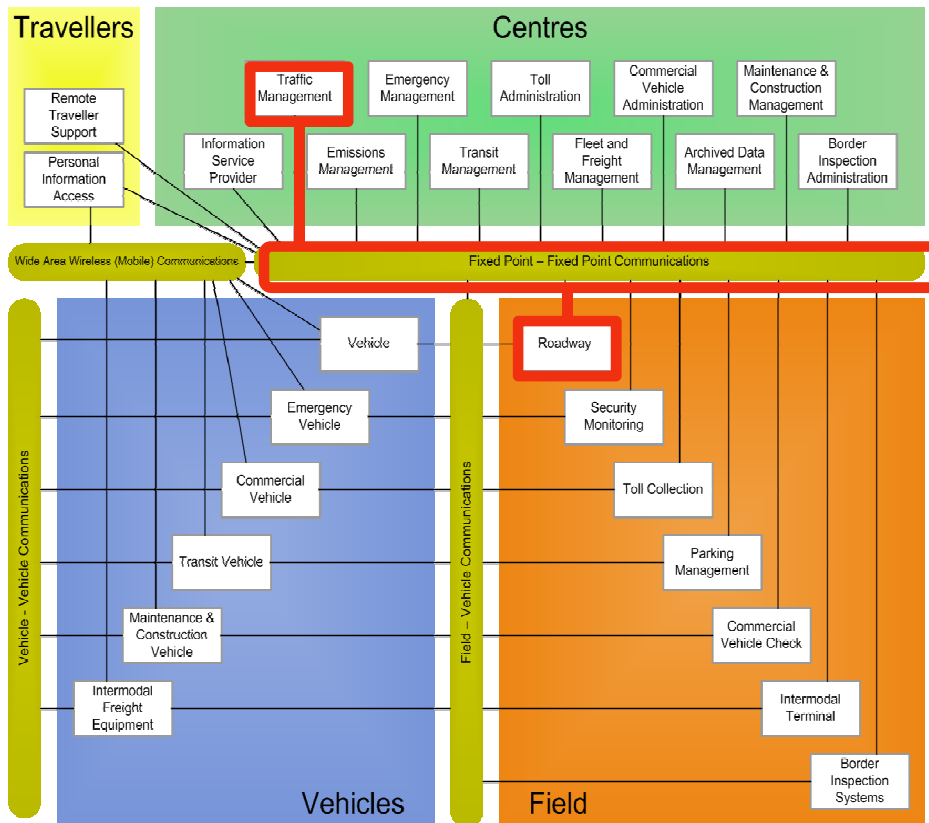 Travellers
Centres
Traffic
Management
Emergency
Management
Toll
Administration
Commercial
Vehicle
Administration
Maintenance &
Construction
Management
Remote
Traveller
Support
Information
Service
Provider
Emissions
Management
Transit
Management
Fleet and
Freight
Management
Archived Data
Management
Border
Inspection
Administration
Personal
Information
Access
Wide Area Wireless (Mobile) Communications
Fixed Point – Fixed Point Communications
Vehicle - Vehicle Communications
Field – Vehicle Communications
Vehicle
Roadway
Emergency
Vehicle
Security
Monitoring
Commercial
Vehicle
Toll Collection
Transit Vehicle
Parking
Management
Maintenance &
Construction
Vehicle
Commercial
Vehicle Check
Intermodal
Freight
Equipment
Intermodal
Terminal
Border
Inspection
Systems
Vehicles
Field